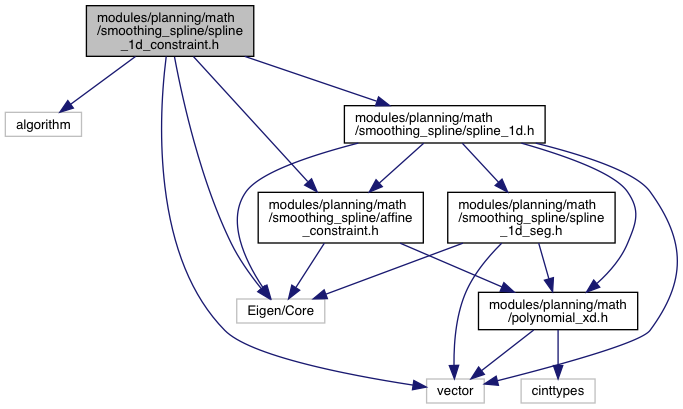 modules/planning/math
/smoothing_spline/spline
_1d_constraint.h
algorithm
modules/planning/math
/smoothing_spline/spline_1d.h
modules/planning/math
/smoothing_spline/affine
_constraint.h
modules/planning/math
/smoothing_spline/spline
_1d_seg.h
Eigen/Core
modules/planning/math
/polynomial_xd.h
vector
cinttypes